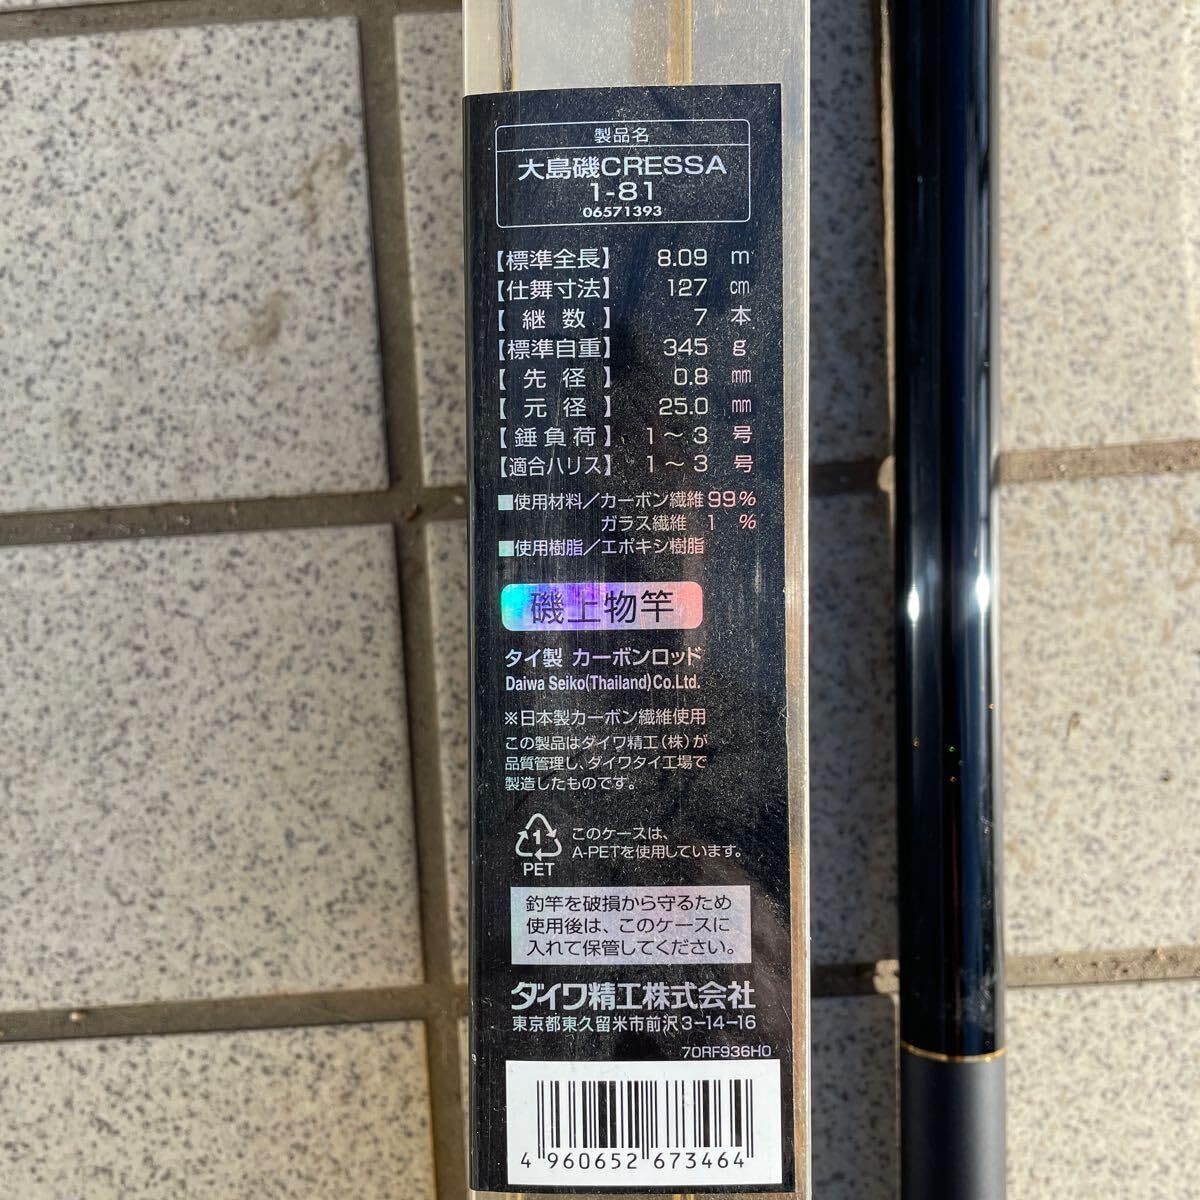 製品名
大島磯CRESSA
1-81
06571393
【標準全長】 8.09 m
【仕舞寸法】 127 cm
【継数】 7 本
【標準自重】 345 g
【先径】 0.8 mm
【元径】 25.0 mm
【錘負荷】 1～3 号
【適合ハリス】 1～3 号
■使用材料／カーボン繊維 99%
ガラス繊維 1 %
■使用樹脂／エポキシ樹脂
磯上物竿
タイ製 カーボンロッド
Daiwa Seiko(Thailand)Co.Ltd.
※日本製カーボン繊維使用
この製品はダイワ精工(株)が
品質管理し、ダイワタイ工場で
製造したものです。
1
PET
このケースは、
A-PETを使用しています。
釣竿を破損から守るため
使用後は、このケースに
入れて保管してください。
ダイワ精工株式会社
東京都東久留米市前沢3-14-16
70RF936H0
4 960652 673464